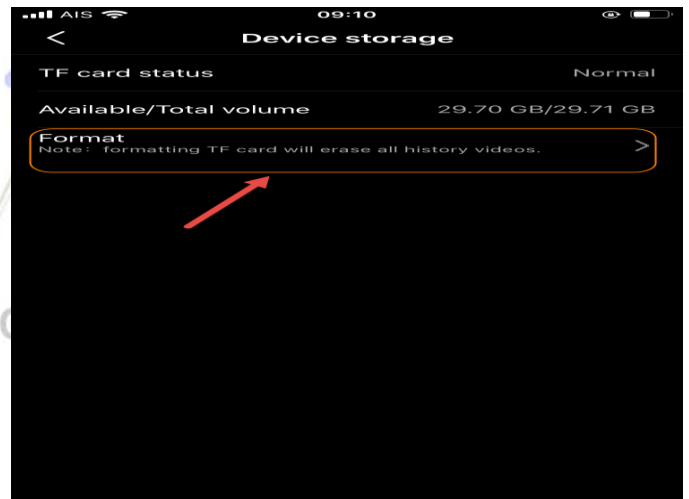 AIS 09:10
Device storage
TF card status Normal
Available/Total volume 29.70 GB/29.71 GB
Format
Note: formatting TF card will erase all history videos.